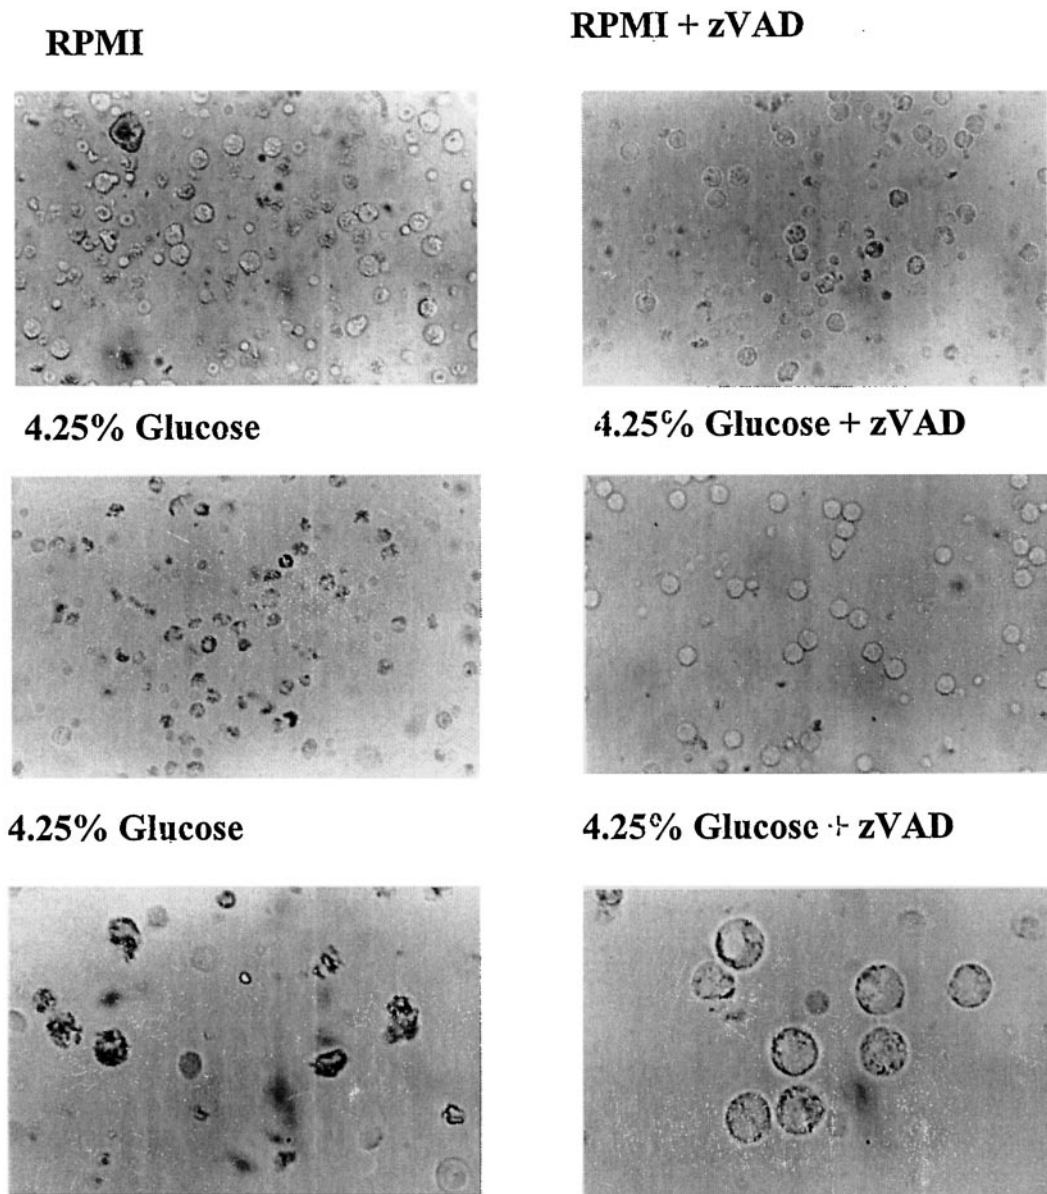 RPMI
RPMI + zVAD
4.25% Glucose
4.25% Glucose + zVAD
4.25% Glucose
4.25% Glucose + zVAD